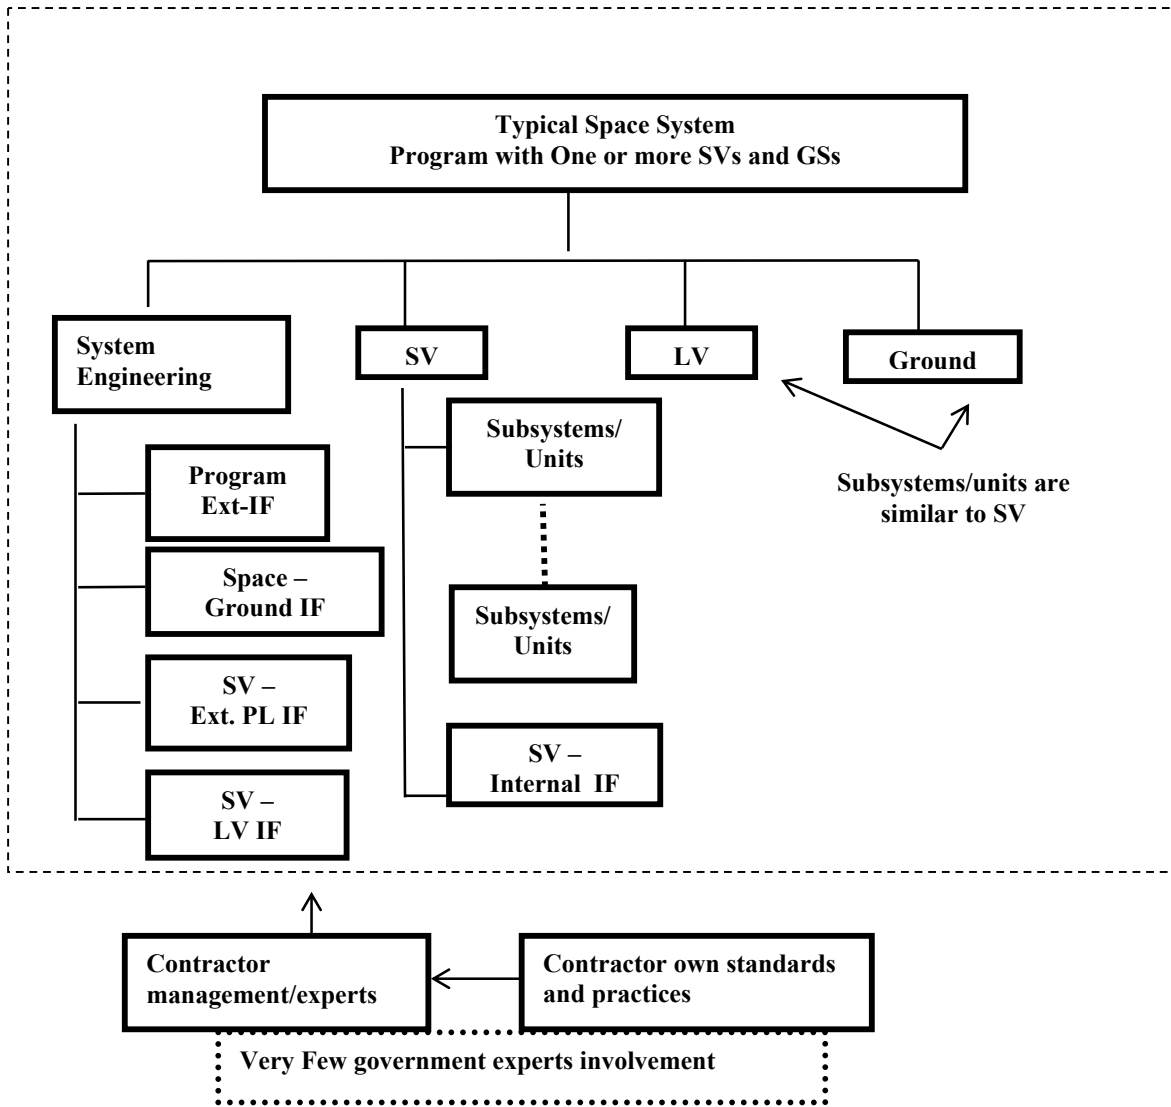 Typical Space System
Program with One or more SVs and GSs
System
Engineering
SV
LV
Ground
Program
Ext-IF
Space –
Ground IF
SV –
Ext. PL IF
SV –
LV IF
Subsystems/
Units
Subsystems/
Units
SV –
Internal IF
Subsystems/units are
similar to SV
Contractor
management/experts
Contractor own standards
and practices
Very Few government experts involvement